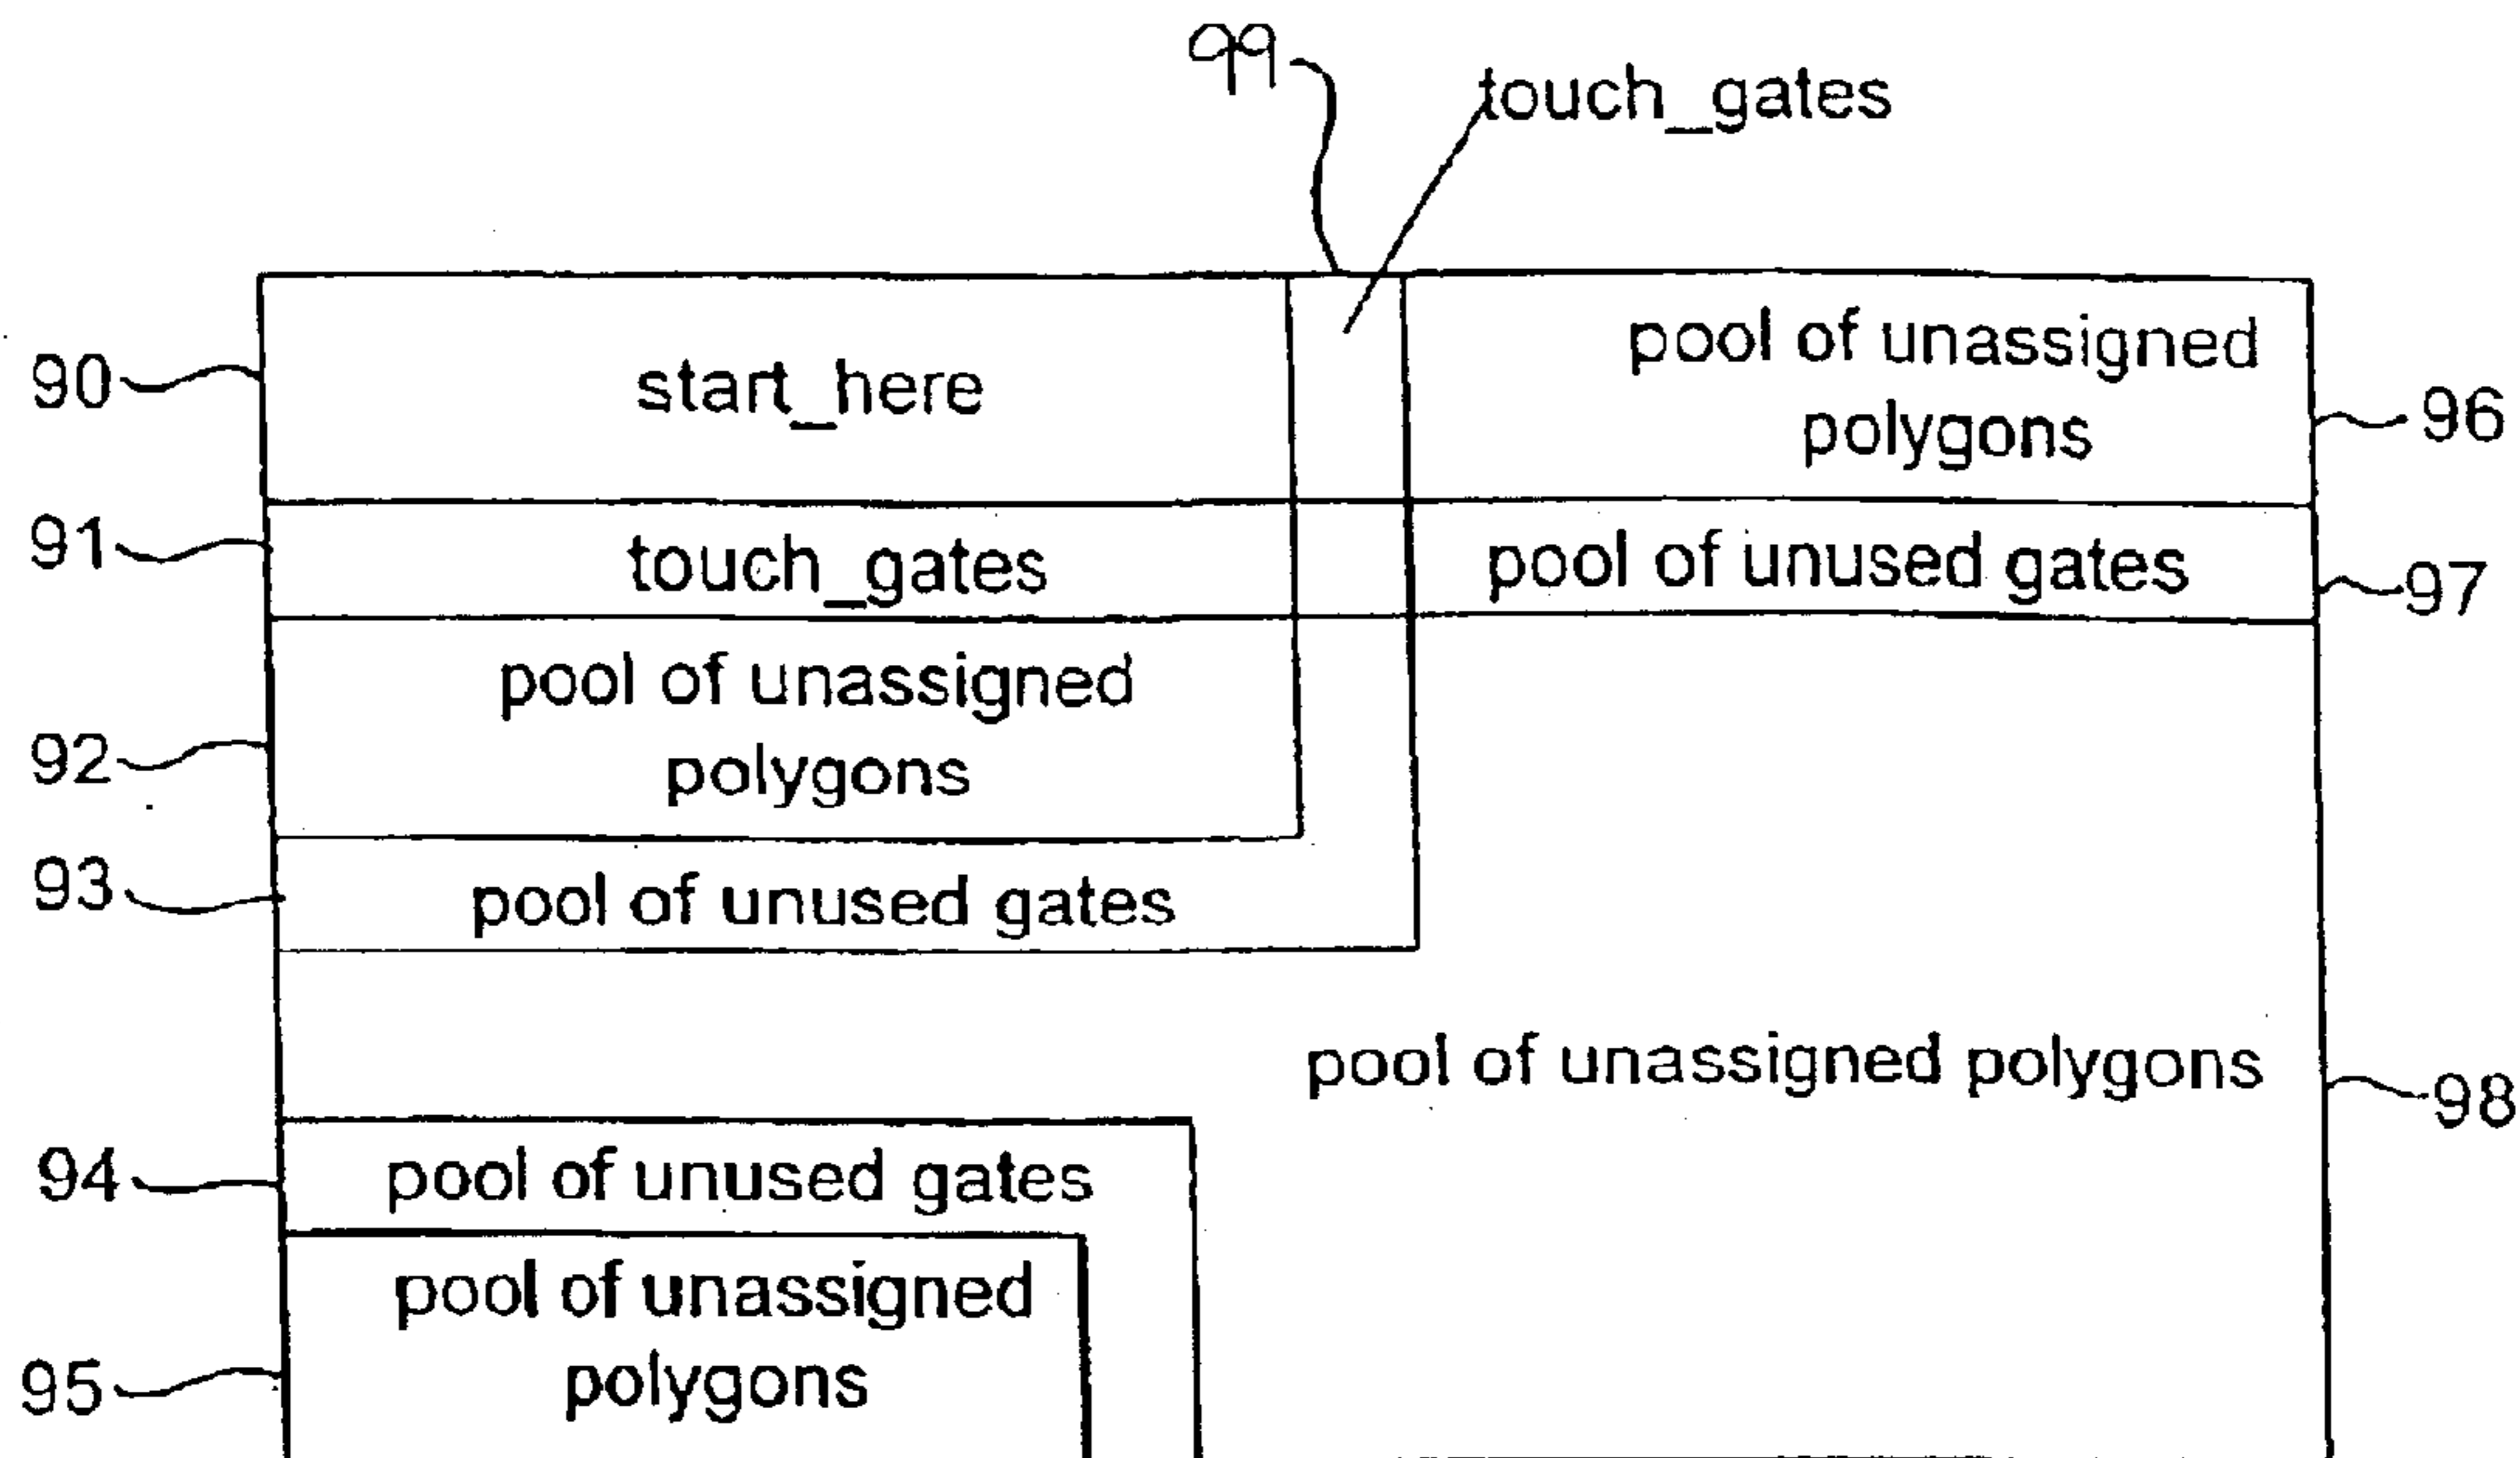 99
touch_gates
90
start_here
pool of unassigned
polygons
96
91
touch_gates
pool of unused gates
97
92
pool of unassigned
polygons
93
pool of unused gates
pool of unassigned polygons
98
94
pool of unused gates
95
pool of unassigned
polygons